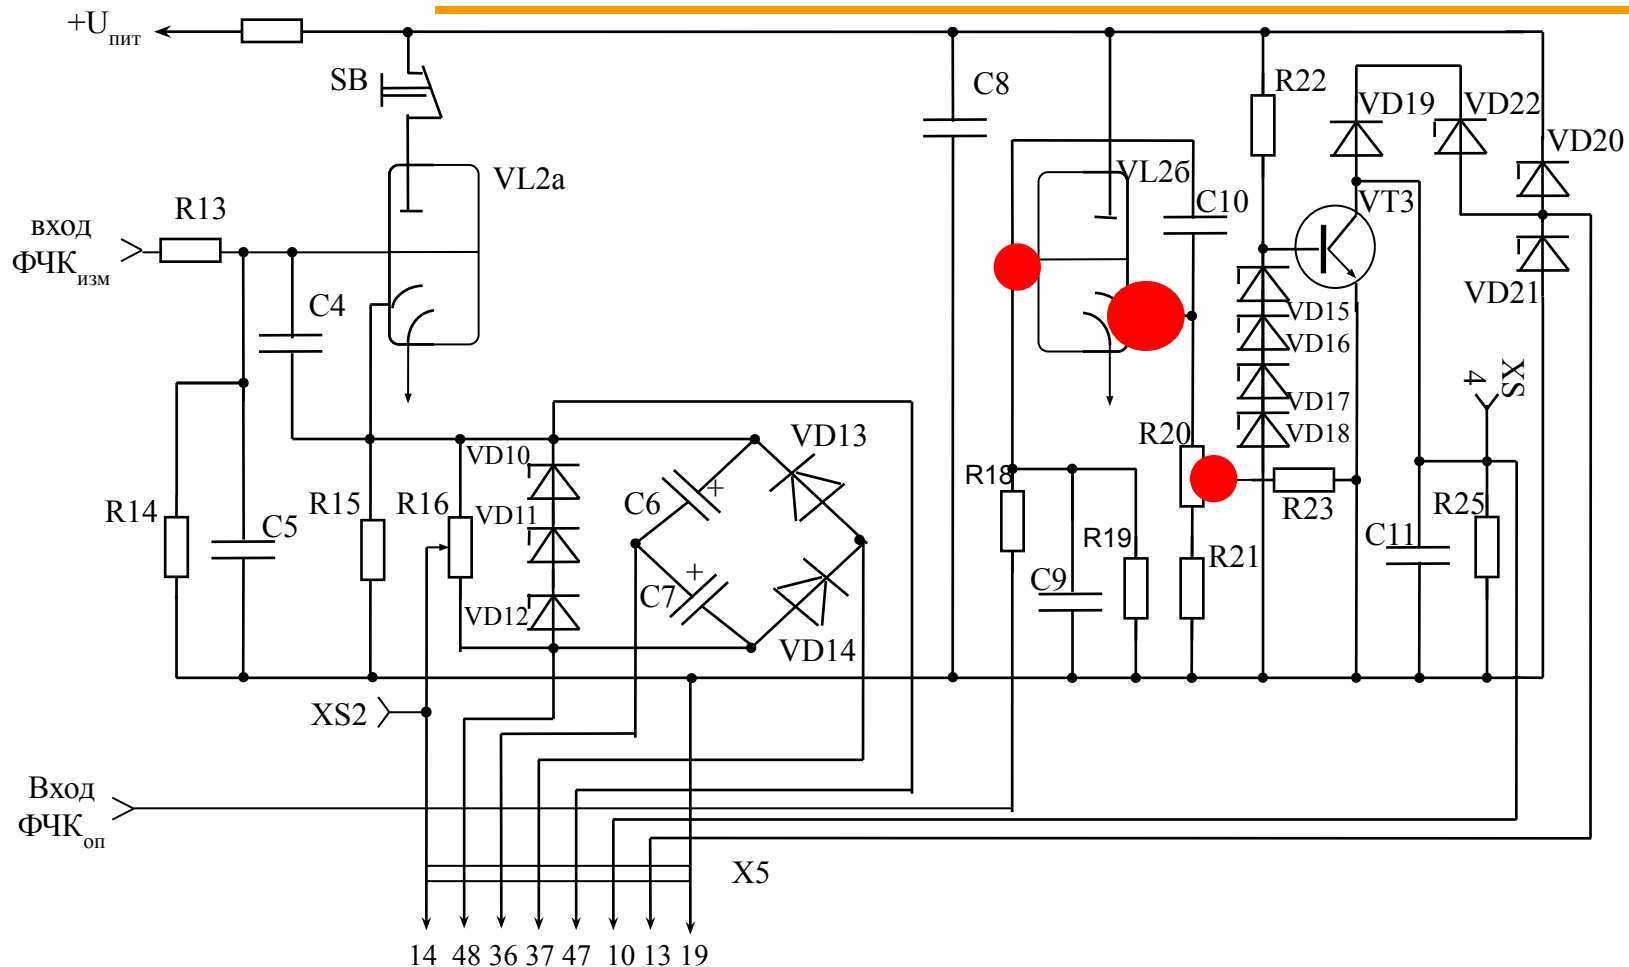 +Uпит
SB
C8
R22
VD19
VD22
VD20
VL2а
VL2б
C10
VT3
R13
вход
ФЧКизм
C4
VD21
VD15
VD16
XS
4
VD17
VD18
R20
VD13
VD10
R18
C6
+
R14
C5
R15
R16
VD11
R23
C11
R25
R19
R21
C7
+
C9
VD12
VD14
XS2
Вход
ФЧКоп
X5
14 48 36 37 47 10 13 19